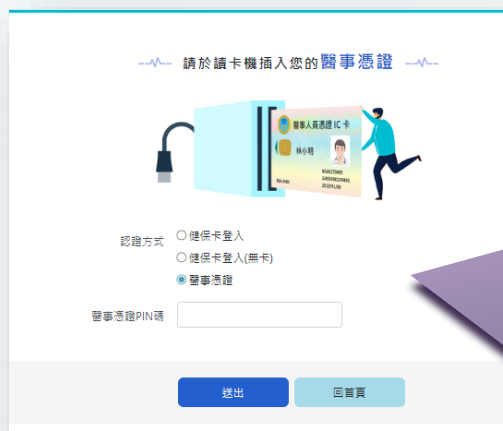 請於讀卡機插入您的醫事憑證
醫事人員憑證 IC 卡
林小明
認證方式
健保卡登入
健保卡登入(無卡)
醫事憑證
醫事憑證PIN碼
送出
回首頁